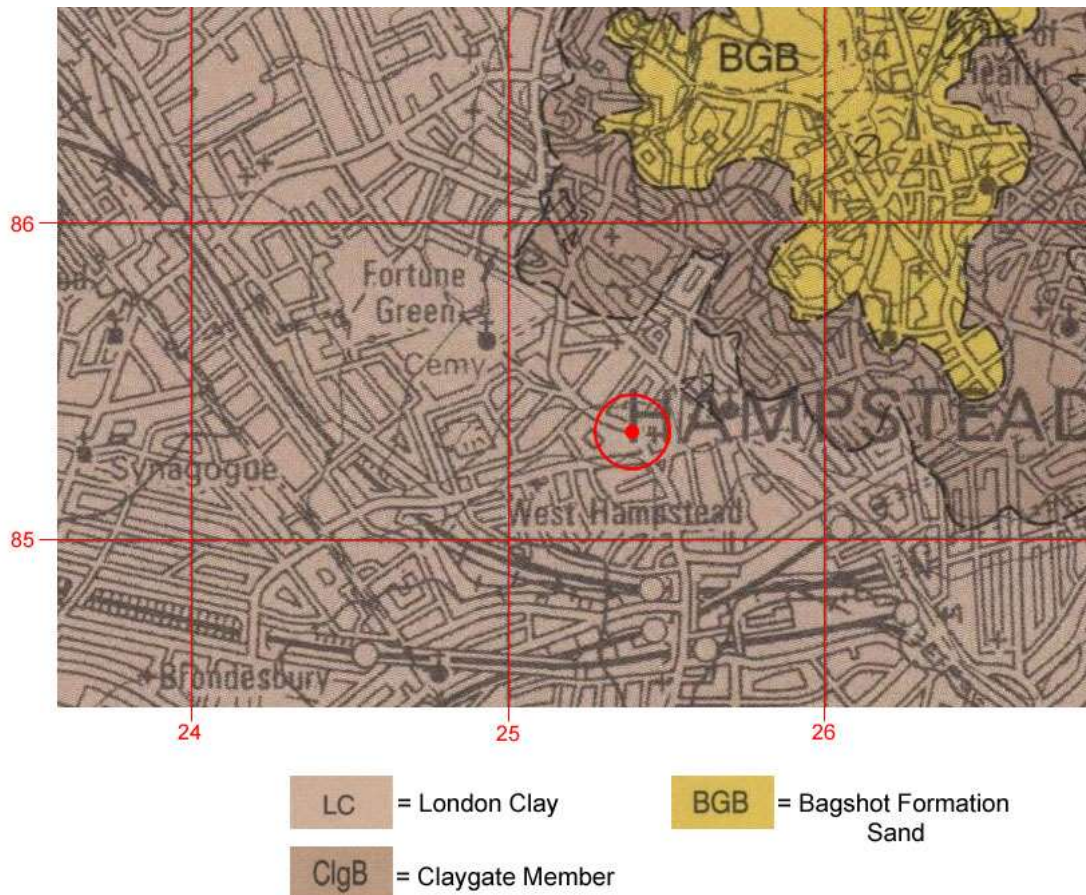 BGB
134
Health
86
Fortune
Green
Cemy
HAMPSTEAD
Synagogue
West Hampstead
85
Brondesbury
24
25
26
LC = London Clay
BGB = Bagshot Formation
Sand
ClgB = Claygate Member